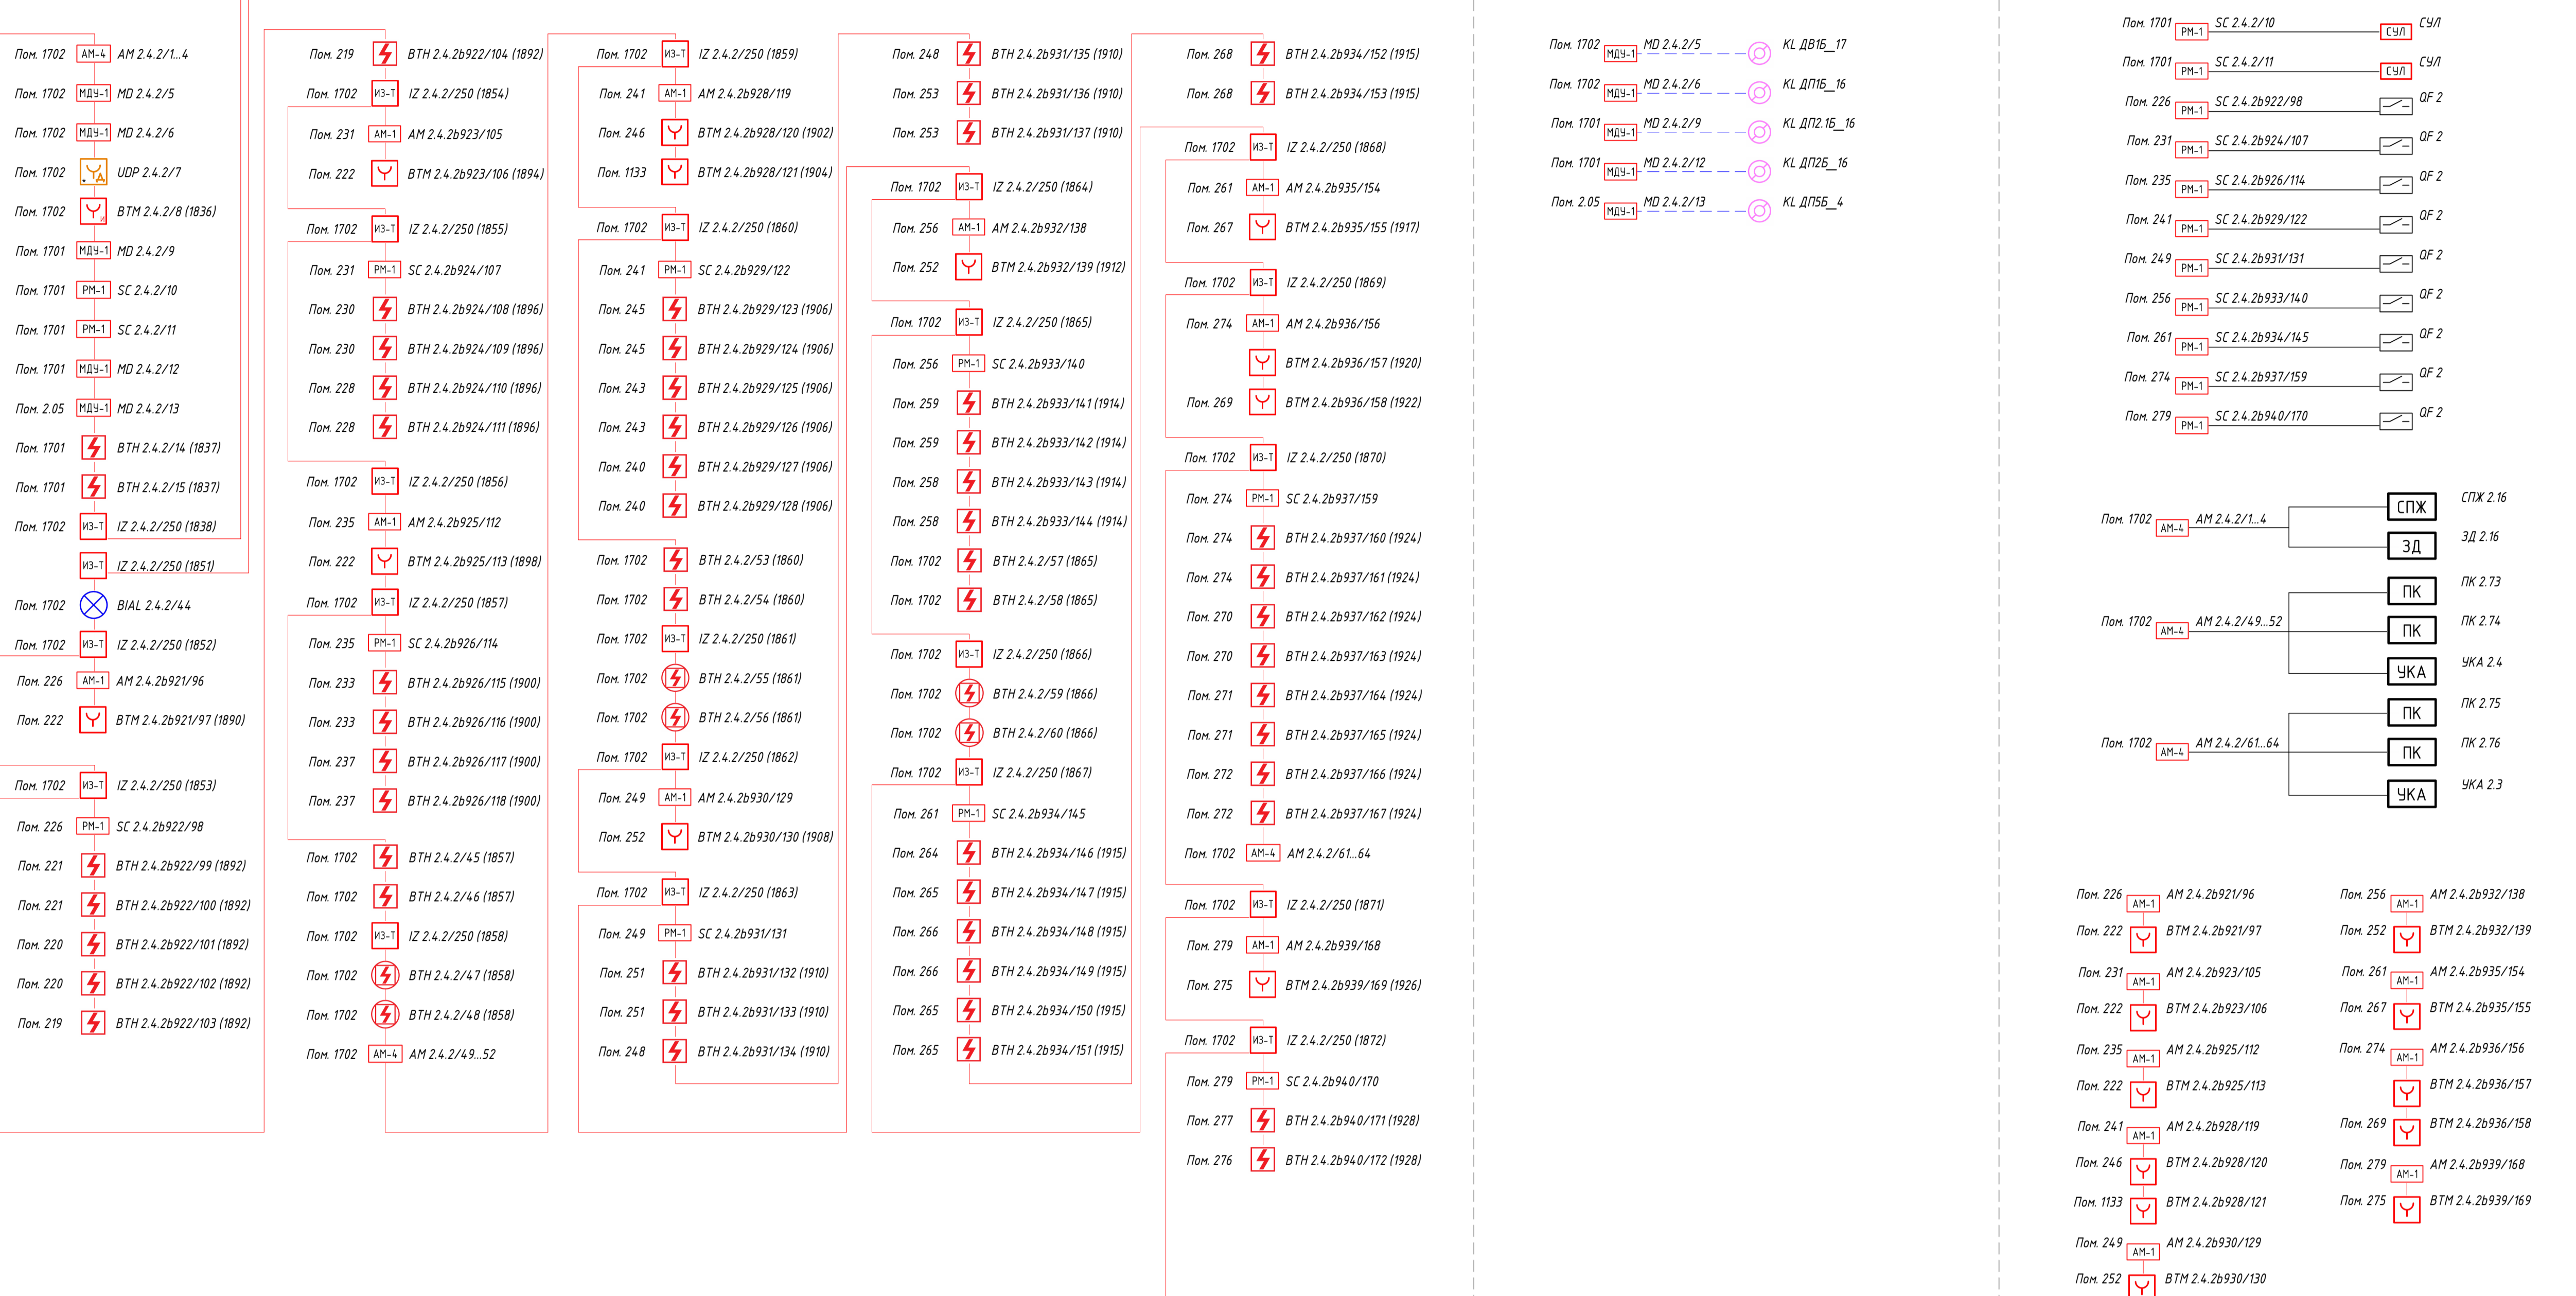 Пом. 1702 АМ-4 AM 2.4.2/1...4
Пом. 1702 МДУ-1 MD 2.4.2/5
Пом. 1702 МДУ-1 MD 2.4.2/6
Пом. 1702 Д UDP 2.4.2/7
Пом. 1702 И BTM 2.4.2/8 (1836)
Пом. 1701 МДУ-1 MD 2.4.2/9
Пом. 1701 РМ-1 SC 2.4.2/10
Пом. 1701 РМ-1 SC 2.4.2/11
Пом. 1701 МДУ-1 MD 2.4.2/12
Пом. 2.05 МДУ-1 MD 2.4.2/13
Пом. 1701 BTH 2.4.2/14 (1837)
Пом. 1701 BTH 2.4.2/15 (1837)
Пом. 1702 ИЗ-Т IZ 2.4.2/250 (1838)
ИЗ-Т IZ 2.4.2/250 (1851)
Пом. 1702 BIAL 2.4.2/44
Пом. 1702 ИЗ-Т IZ 2.4.2/250 (1852)
Пом. 226 АМ-1 AM 2.4.2b921/96
Пом. 222 BTM 2.4.2b921/97 (1890)
Пом. 1702 ИЗ-Т IZ 2.4.2/250 (1853)
Пом. 226 РМ-1 SC 2.4.2b922/98
Пом. 221 BTH 2.4.2b922/99 (1892)
Пом. 221 BTH 2.4.2b922/100 (1892)
Пом. 220 BTH 2.4.2b922/101 (1892)
Пом. 220 BTH 2.4.2b922/102 (1892)
Пом. 219 BTH 2.4.2b922/103 (1892)
Пом. 219 BTH 2.4.2b922/104 (1892)
Пом. 1702 ИЗ-Т IZ 2.4.2/250 (1854)
Пом. 231 АМ-1 AM 2.4.2b923/105
Пом. 222 BTM 2.4.2b923/106 (1894)
Пом. 1702 ИЗ-Т IZ 2.4.2/250 (1855)
Пом. 231 РМ-1 SC 2.4.2b924/107
Пом. 230 BTH 2.4.2b924/108 (1896)
Пом. 230 BTH 2.4.2b924/109 (1896)
Пом. 228 BTH 2.4.2b924/110 (1896)
Пом. 228 BTH 2.4.2b924/111 (1896)
Пом. 1702 ИЗ-Т IZ 2.4.2/250 (1856)
Пом. 235 АМ-1 AM 2.4.2b925/112
Пом. 222 BTM 2.4.2b925/113 (1898)
Пом. 1702 ИЗ-Т IZ 2.4.2/250 (1857)
Пом. 235 РМ-1 SC 2.4.2b926/114
Пом. 233 BTH 2.4.2b926/115 (1900)
Пом. 233 BTH 2.4.2b926/116 (1900)
Пом. 237 BTH 2.4.2b926/117 (1900)
Пом. 237 BTH 2.4.2b926/118 (1900)
Пом. 1702 BTH 2.4.2/45 (1857)
Пом. 1702 BTH 2.4.2/46 (1857)
Пом. 1702 ИЗ-Т IZ 2.4.2/250 (1858)
Пом. 1702 BTH 2.4.2/47 (1858)
Пом. 1702 BTH 2.4.2/48 (1858)
Пом. 1702 АМ-4 AM 2.4.2/49...52
Пом. 1702 ИЗ-Т IZ 2.4.2/250 (1859)
Пом. 241 АМ-1 AM 2.4.2b928/119
Пом. 246 BTM 2.4.2b928/120 (1902)
Пом. 1133 BTM 2.4.2b928/121 (1904)
Пом. 1702 ИЗ-Т IZ 2.4.2/250 (1860)
Пом. 241 РМ-1 SC 2.4.2b929/122
Пом. 245 BTH 2.4.2b929/123 (1906)
Пом. 245 BTH 2.4.2b929/124 (1906)
Пом. 243 BTH 2.4.2b929/125 (1906)
Пом. 243 BTH 2.4.2b929/126 (1906)
Пом. 240 BTH 2.4.2b929/127 (1906)
Пом. 240 BTH 2.4.2b929/128 (1906)
Пом. 1702 BTH 2.4.2/53 (1860)
Пом. 1702 BTH 2.4.2/54 (1860)
Пом. 1702 ИЗ-Т IZ 2.4.2/250 (1861)
Пом. 1702 BTH 2.4.2/55 (1861)
Пом. 1702 BTH 2.4.2/56 (1861)
Пом. 1702 ИЗ-Т IZ 2.4.2/250 (1862)
Пом. 249 АМ-1 AM 2.4.2b930/129
Пом. 252 BTM 2.4.2b930/130 (1908)
Пом. 1702 ИЗ-Т IZ 2.4.2/250 (1863)
Пом. 249 РМ-1 SC 2.4.2b931/131
Пом. 251 BTH 2.4.2b931/132 (1910)
Пом. 251 BTH 2.4.2b931/133 (1910)
Пом. 248 BTH 2.4.2b931/134 (1910)
Пом. 248 BTH 2.4.2b931/135 (1910)
Пом. 253 BTH 2.4.2b931/136 (1910)
Пом. 253 BTH 2.4.2b931/137 (1910)
Пом. 1702 ИЗ-Т IZ 2.4.2/250 (1864)
Пом. 256 АМ-1 AM 2.4.2b932/138
Пом. 252 BTM 2.4.2b932/139 (1912)
Пом. 1702 ИЗ-Т IZ 2.4.2/250 (1865)
Пом. 256 РМ-1 SC 2.4.2b933/140
Пом. 259 BTH 2.4.2b933/141 (1914)
Пом. 259 BTH 2.4.2b933/142 (1914)
Пом. 258 BTH 2.4.2b933/143 (1914)
Пом. 258 BTH 2.4.2b933/144 (1914)
Пом. 1702 BTH 2.4.2/57 (1865)
Пом. 1702 BTH 2.4.2/58 (1865)
Пом. 1702 ИЗ-Т IZ 2.4.2/250 (1866)
Пом. 1702 BTH 2.4.2/59 (1866)
Пом. 1702 BTH 2.4.2/60 (1866)
Пом. 1702 ИЗ-Т IZ 2.4.2/250 (1867)
Пом. 261 РМ-1 SC 2.4.2b934/145
Пом. 264 BTH 2.4.2b934/146 (1915)
Пом. 265 BTH 2.4.2b934/147 (1915)
Пом. 266 BTH 2.4.2b934/148 (1915)
Пом. 266 BTH 2.4.2b934/149 (1915)
Пом. 265 BTH 2.4.2b934/150 (1915)
Пом. 265 BTH 2.4.2b934/151 (1915)
Пом. 268 BTH 2.4.2b934/152 (1915)
Пом. 268 BTH 2.4.2b934/153 (1915)
Пом. 1702 ИЗ-Т IZ 2.4.2/250 (1868)
Пом. 261 АМ-1 AM 2.4.2b935/154
Пом. 267 BTM 2.4.2b935/155 (1917)
Пом. 1702 ИЗ-Т IZ 2.4.2/250 (1869)
Пом. 274 АМ-1 AM 2.4.2b936/156
BTM 2.4.2b936/157 (1920)
Пом. 269 BTM 2.4.2b936/158 (1922)
Пом. 1702 ИЗ-Т IZ 2.4.2/250 (1870)
Пом. 274 РМ-1 SC 2.4.2b937/159
Пом. 274 BTH 2.4.2b937/160 (1924)
Пом. 274 BTH 2.4.2b937/161 (1924)
Пом. 270 BTH 2.4.2b937/162 (1924)
Пом. 270 BTH 2.4.2b937/163 (1924)
Пом. 271 BTH 2.4.2b937/164 (1924)
Пом. 271 BTH 2.4.2b937/165 (1924)
Пом. 272 BTH 2.4.2b937/166 (1924)
Пом. 272 BTH 2.4.2b937/167 (1924)
Пом. 1702 АМ-4 AM 2.4.2/61...64
Пом. 1702 ИЗ-Т IZ 2.4.2/250 (1871)
Пом. 279 АМ-1 AM 2.4.2b939/168
Пом. 275 BTM 2.4.2b939/169 (1926)
Пом. 1702 ИЗ-Т IZ 2.4.2/250 (1872)
Пом. 279 РМ-1 SC 2.4.2b940/170
Пом. 277 BTH 2.4.2b940/171 (1928)
Пом. 276 BTH 2.4.2b940/172 (1928)
Пом. 1702 МДУ-1 MD 2.4.2/5 KL ДВ1Б_17
Пом. 1702 МДУ-1 MD 2.4.2/6 KL ДП1Б_16
Пом. 1701 МДУ-1 MD 2.4.2/9 KL ДП2.1Б_16
Пом. 1701 МДУ-1 MD 2.4.2/12 KL ДП2Б_16
Пом. 2.05 МДУ-1 MD 2.4.2/13 KL ДП5Б_4
Пом. 1701 РМ-1 SC 2.4.2/10 СУЛ СУЛ
Пом. 1701 РМ-1 SC 2.4.2/11 СУЛ СУЛ
Пом. 226 РМ-1 SC 2.4.2b922/98 QF 2
Пом. 231 РМ-1 SC 2.4.2b924/107 QF 2
Пом. 235 РМ-1 SC 2.4.2b926/114 QF 2
Пом. 241 РМ-1 SC 2.4.2b929/122 QF 2
Пом. 249 РМ-1 SC 2.4.2b931/131 QF 2
Пом. 256 РМ-1 SC 2.4.2b933/140 QF 2
Пом. 261 РМ-1 SC 2.4.2b934/145 QF 2
Пом. 274 РМ-1 SC 2.4.2b937/159 QF 2
Пом. 279 РМ-1 SC 2.4.2b940/170 QF 2
Пом. 1702 АМ-4 AM 2.4.2/1...4
СПЖ СПЖ 2.16
ЗД ЗД 2.16
Пом. 1702 АМ-4 AM 2.4.2/49...52
ПК ПК 2.73
ПК ПК 2.74
УКА УКА 2.4
Пом. 1702 АМ-4 AM 2.4.2/61...64
ПК ПК 2.75
ПК ПК 2.76
УКА УКА 2.3
Пом. 226 АМ-1 AM 2.4.2b921/96
Пом. 222 BTM 2.4.2b921/97
Пом. 231 АМ-1 AM 2.4.2b923/105
Пом. 222 BTM 2.4.2b923/106
Пом. 235 АМ-1 AM 2.4.2b925/112
Пом. 222 BTM 2.4.2b925/113
Пом. 241 АМ-1 AM 2.4.2b928/119
Пом. 246 BTM 2.4.2b928/120
Пом. 1133 BTM 2.4.2b928/121
Пом. 249 АМ-1 AM 2.4.2b930/129
Пом. 252 BTM 2.4.2b930/130
Пом. 256 АМ-1 AM 2.4.2b932/138
Пом. 252 BTM 2.4.2b932/139
Пом. 261 АМ-1 AM 2.4.2b935/154
Пом. 267 BTM 2.4.2b935/155
Пом. 274 АМ-1 AM 2.4.2b936/156
BTM 2.4.2b936/157
Пом. 269 BTM 2.4.2b936/158
Пом. 279 АМ-1 AM 2.4.2b939/168
Пом. 275 BTM 2.4.2b939/169